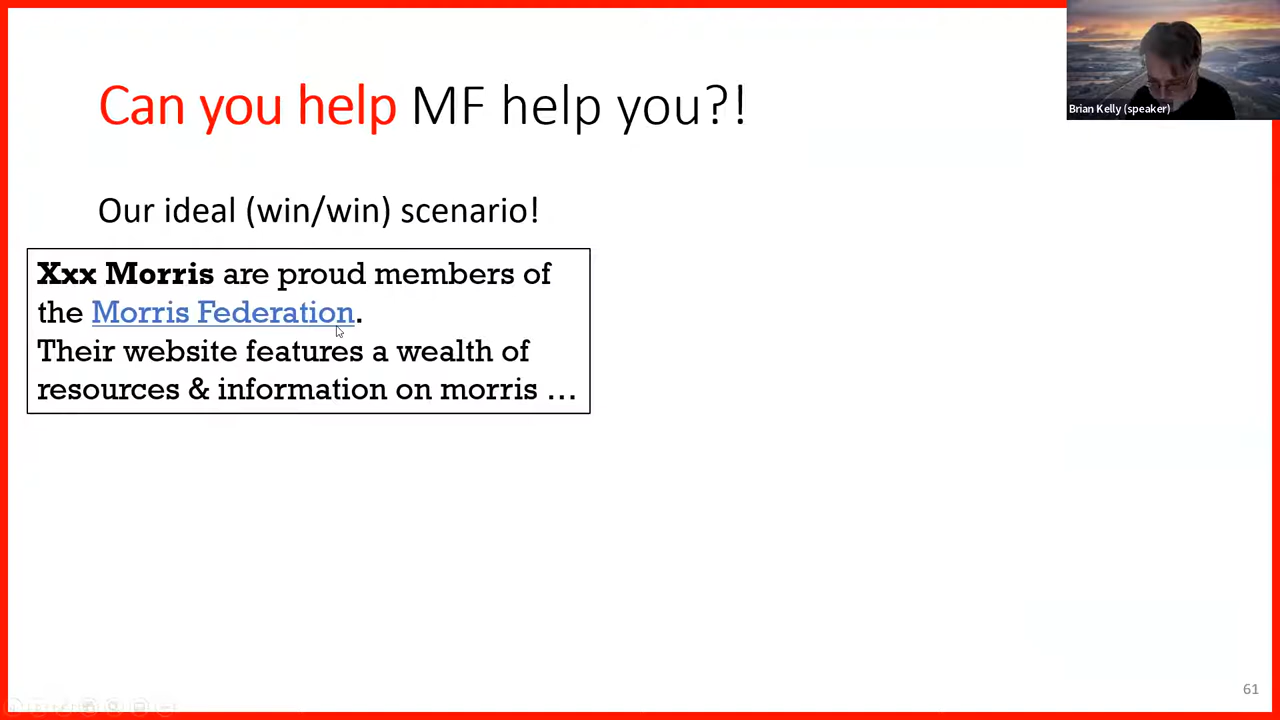 Can you help MF help you?!
Brian Kelly (speaker)
Our ideal (win/win) scenario!
Xxx Morris are proud members of
the Morris Federation.
Their website features a wealth of
resources & information on morris …
61